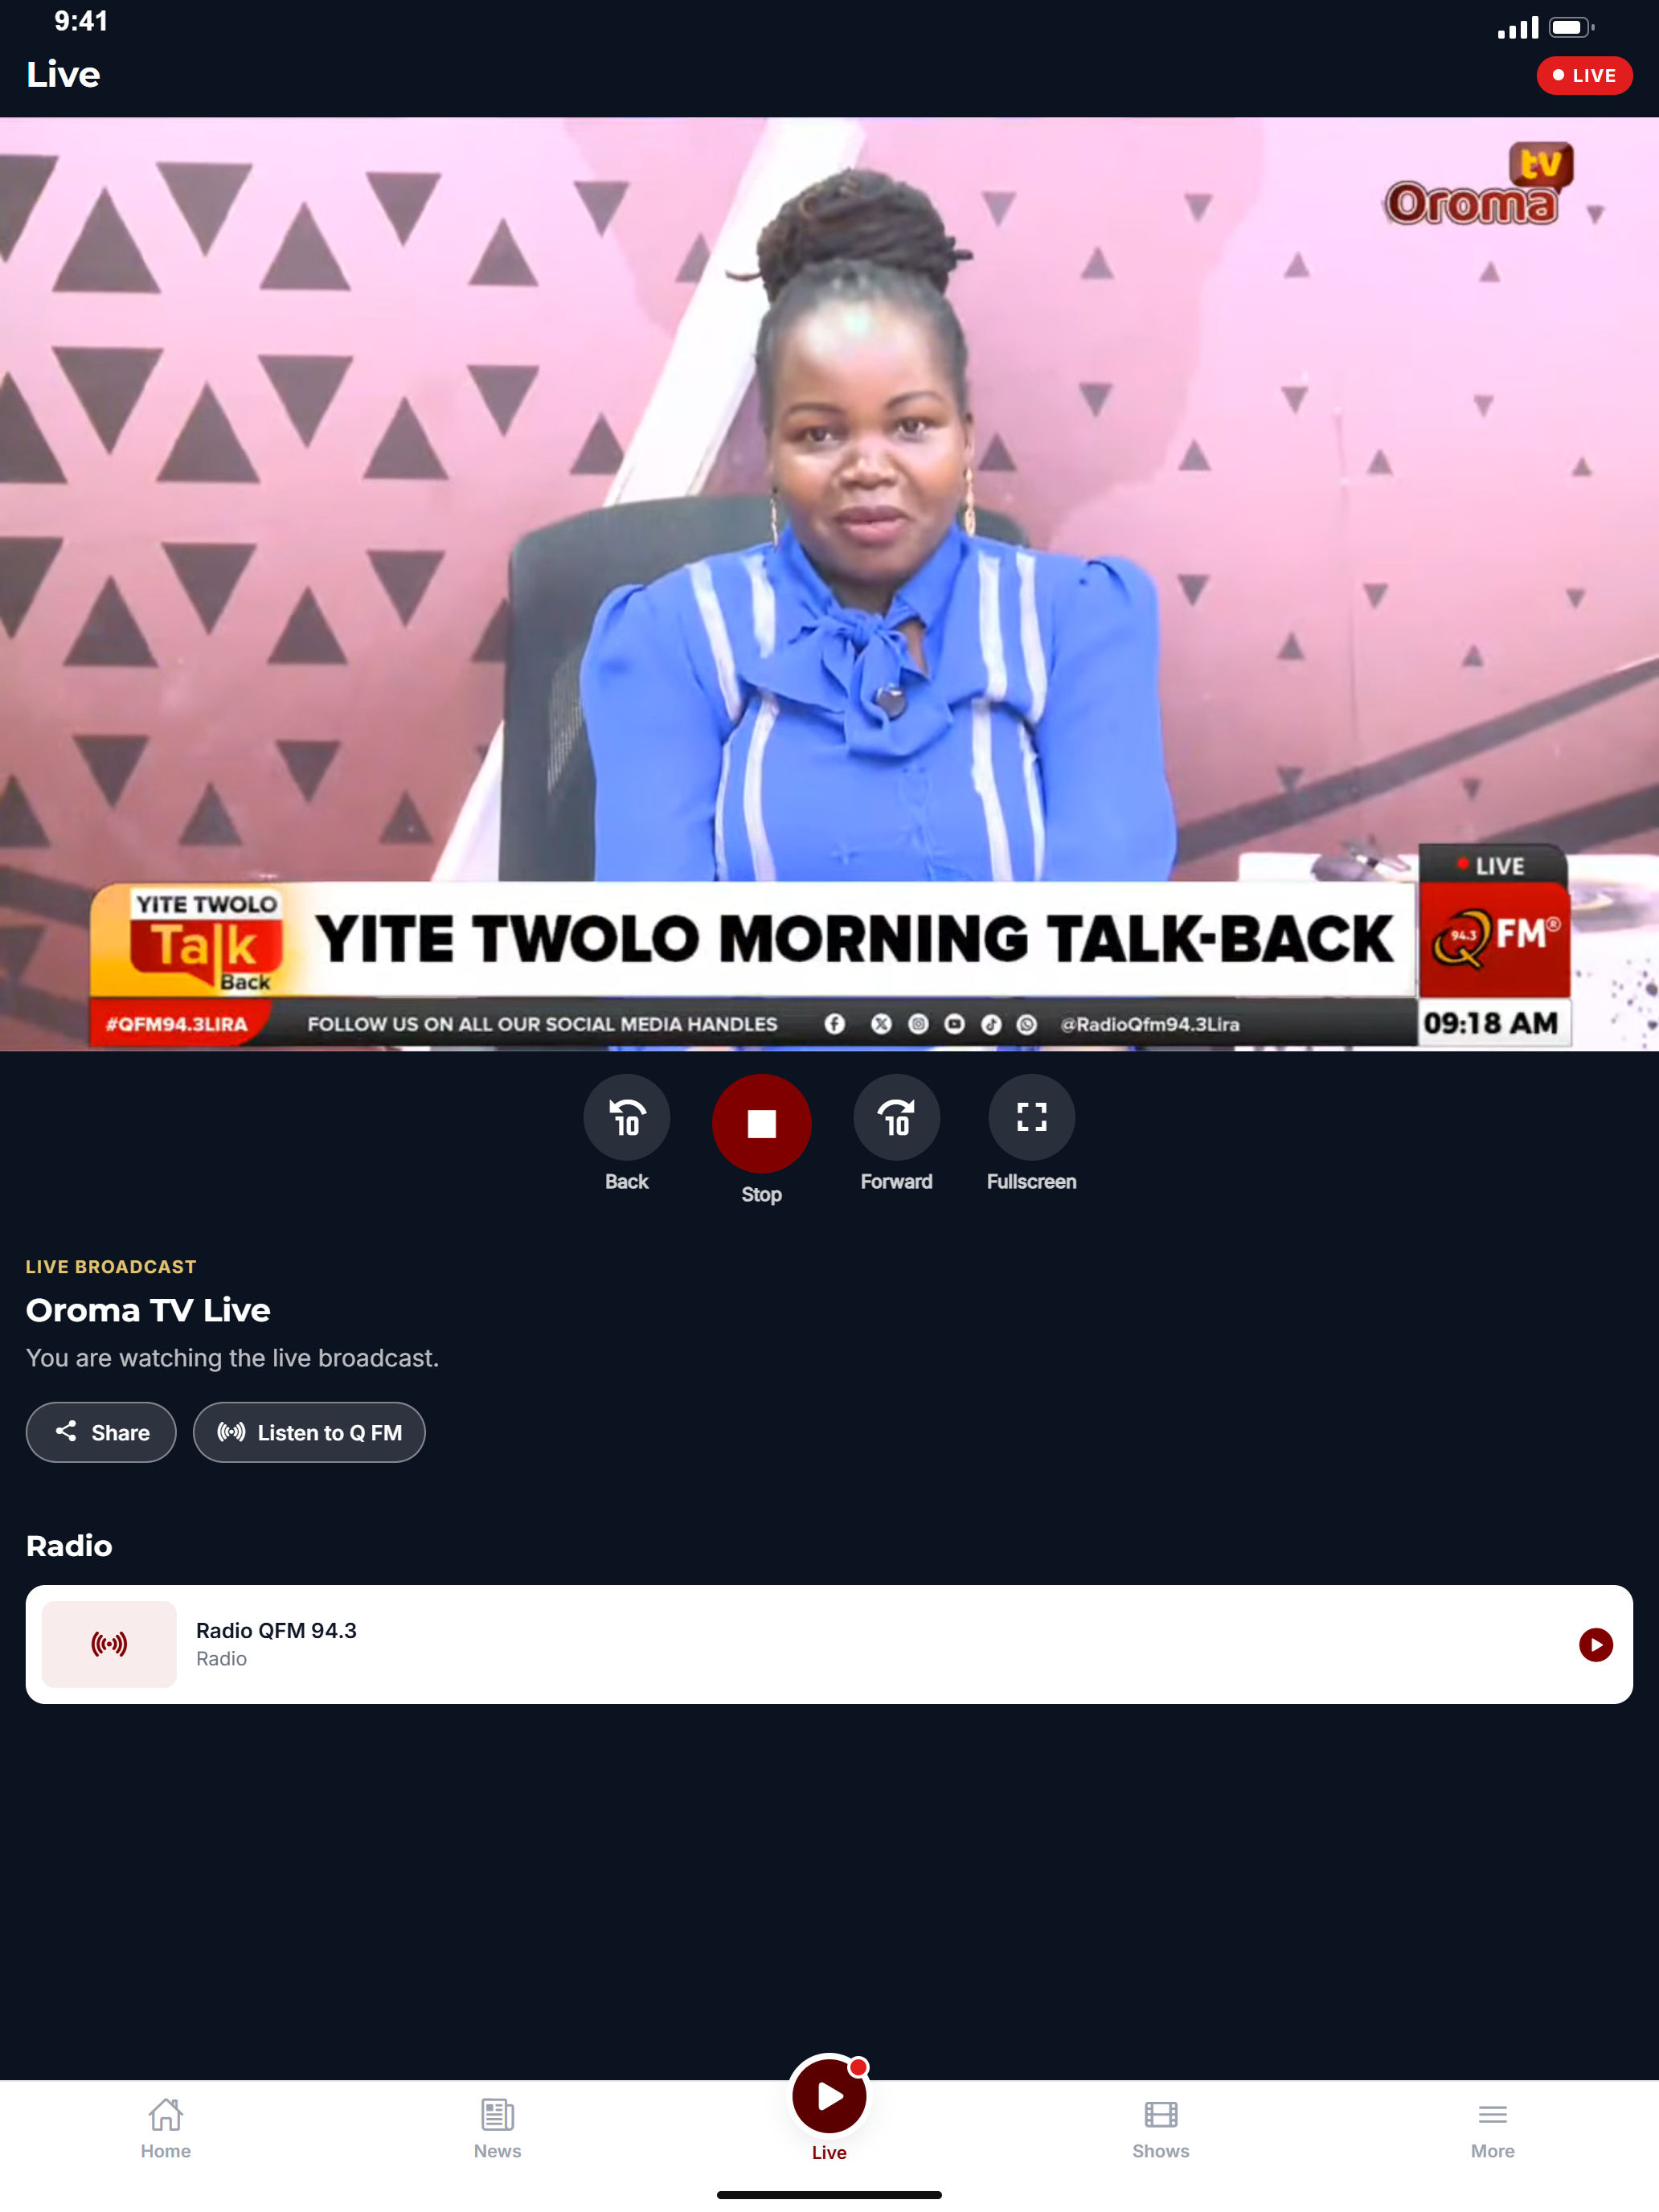 9:41
Live
LIVE
tv
Oroma
LIVE
YITE TWOLO
Talk
Back
YITE TWOLO MORNING TALK-BACK
94.3
Q FM®
#QFM94.3LIRA
FOLLOW US ON ALL OUR SOCIAL MEDIA HANDLES
@RadioQfm94.3Lira
09:18 AM
10
10
Back
Stop
Forward
Fullscreen
LIVE BROADCAST
Oroma TV Live
You are watching the live broadcast.
Share
Listen to Q FM
Radio
Radio QFM 94.3
Radio
Home
News
Live
Shows
More